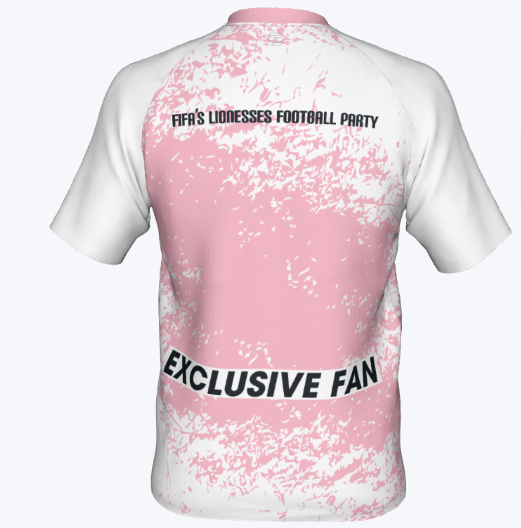 FIFA'S LIONESSES FOOTBALL PARTY
EXCLUSIVE FAN